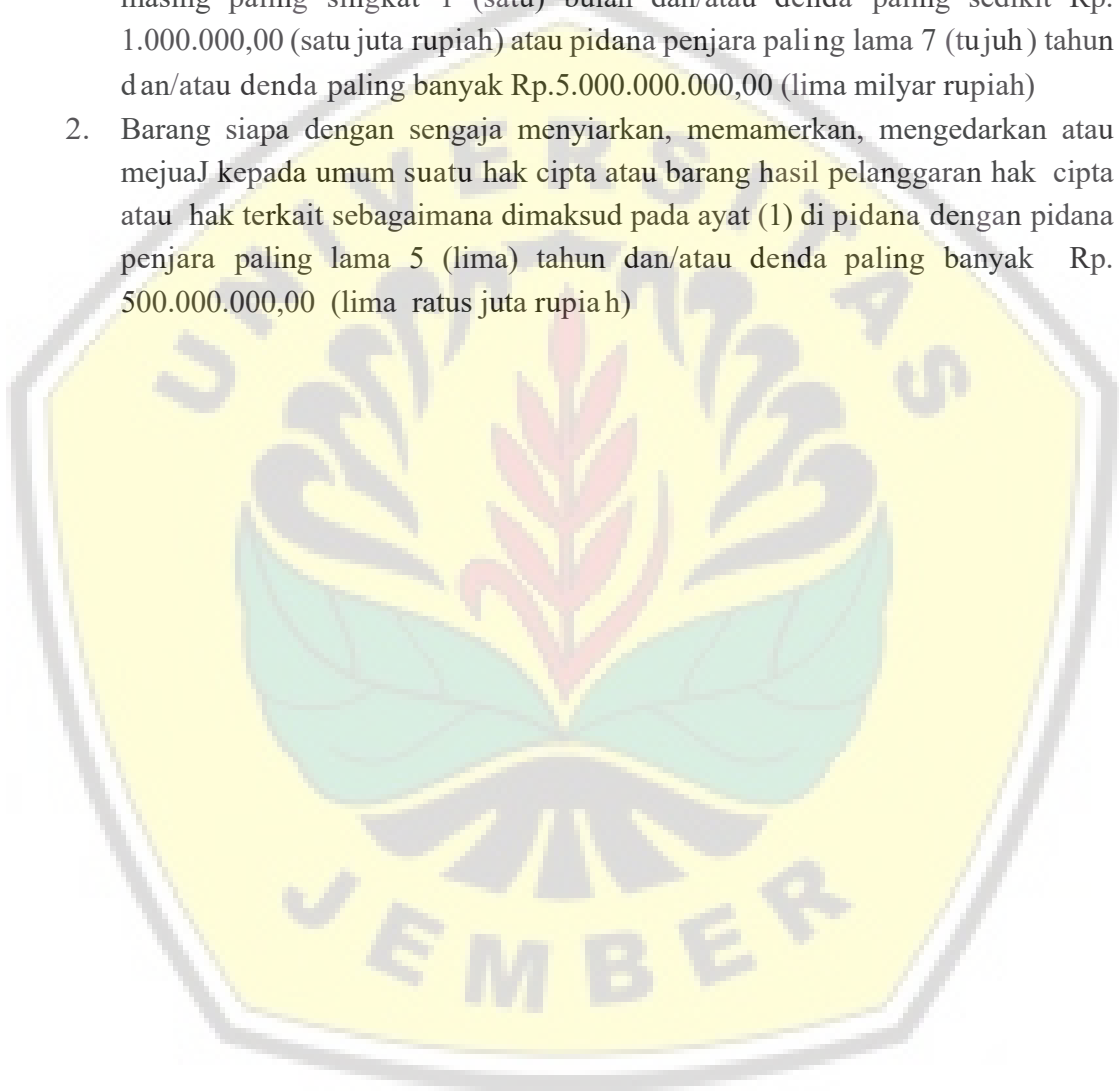 masing paling singkat 1 (satu) bulan dan/atau denda paling sedikit Rp.
1.000.000,00 (satu juta rupiah) atau pidana penjara paling lama 7 (tujuh) tahun
dan/atau denda paling banyak Rp.5.000.000.000,00 (lima milyar rupiah)
2. Barang siapa dengan sengaja menyiarkan, memamerkan, mengedarkan atau
mejuaJ kepada umum suatu hak cipta atau barang hasil pelanggaran hak cipta
atau hak terkait sebagaimana dimaksud pada ayat (1) di pidana dengan pidana
penjara paling lama 5 (lima) tahun dan/atau denda paling banyak Rp.
500.000.000,00 (lima ratus juta rupiah)
UNIVERSITAS
JEMBER